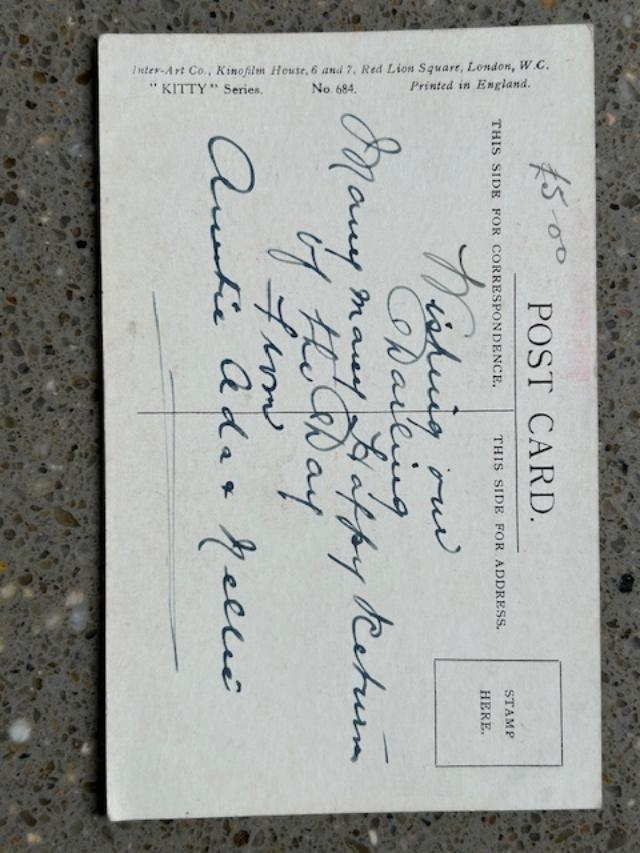 £5-00
POST CARD.
THIS SIDE FOR CORRESPONDENCE.
THIS SIDE FOR ADDRESS.
STAMP
HERE.
Wishing our
Darling
Many many Happy Return
of the Day
From
Auntie Ada & Nellie
Inter-Art Co., Kinofilm House, 6 and 7, Red Lion Square, London, W.C.
"KITTY" Series. No. 684. Printed in England.